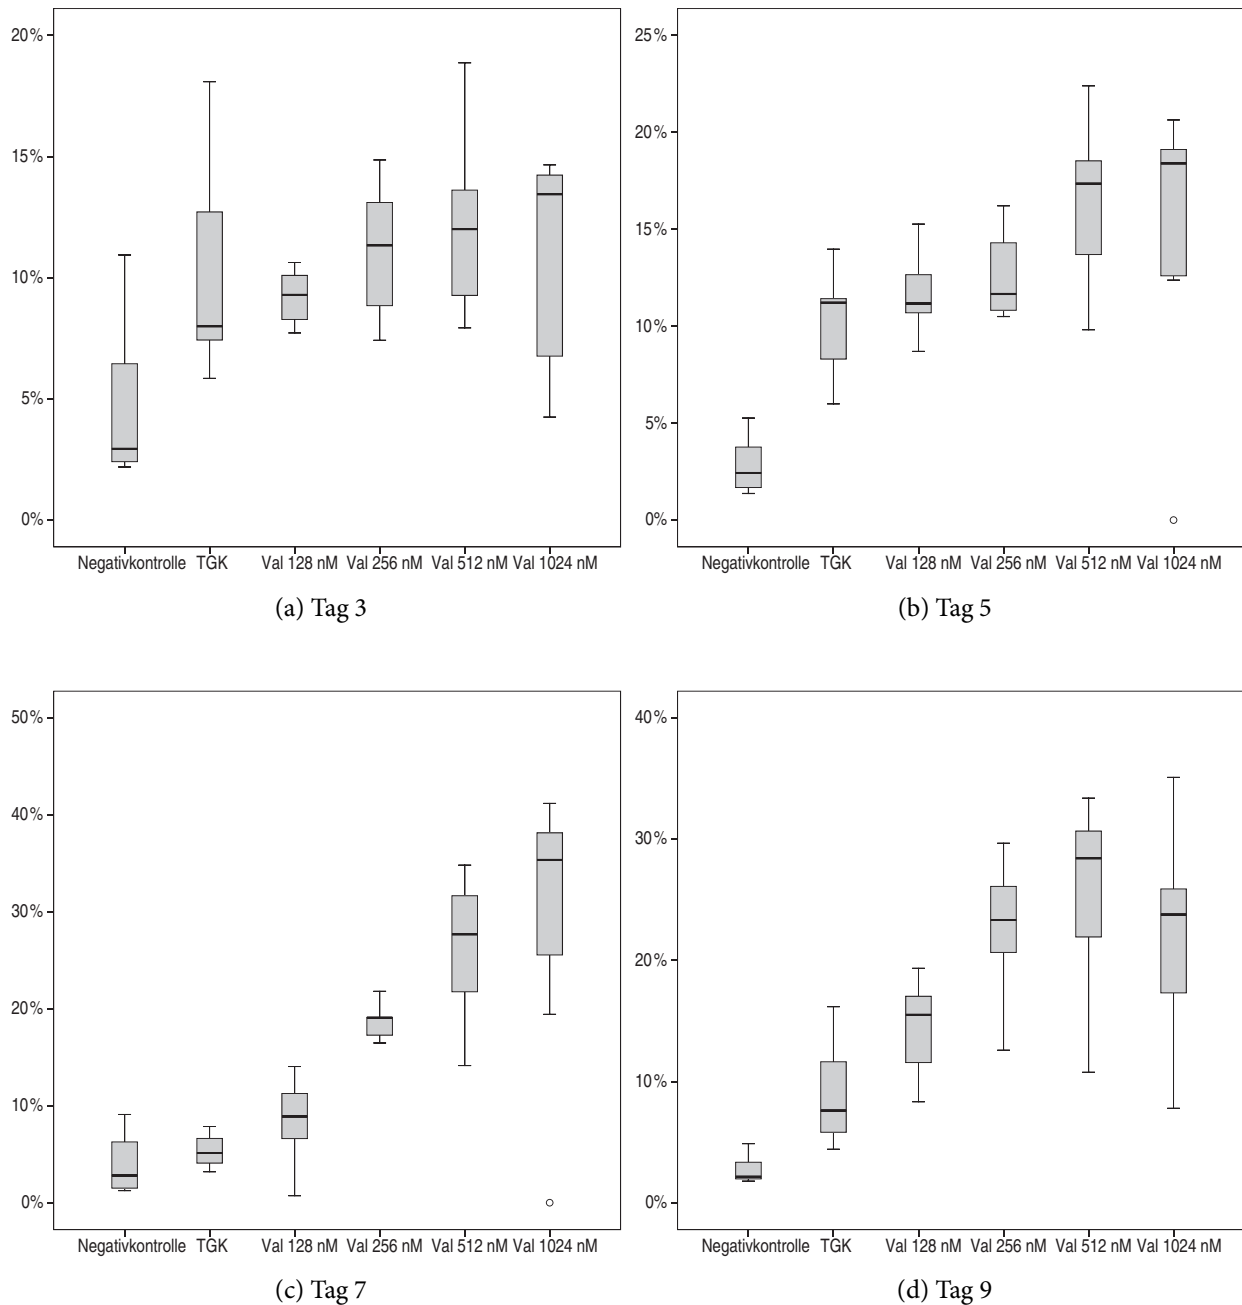 20%
15%
10%
5%
0%
Negativkontrolle TGK Val 128 nM Val 256 nM Val 512 nM Val 1024 nM
(a) Tag 3
25%
20%
15%
10%
5%
0%
Negativkontrolle TGK Val 128 nM Val 256 nM Val 512 nM Val 1024 nM
(b) Tag 5
50%
40%
30%
20%
10%
0%
Negativkontrolle TGK Val 128 nM Val 256 nM Val 512 nM Val 1024 nM
(c) Tag 7
40%
30%
20%
10%
0%
Negativkontrolle TGK Val 128 nM Val 256 nM Val 512 nM Val 1024 nM
(d) Tag 9